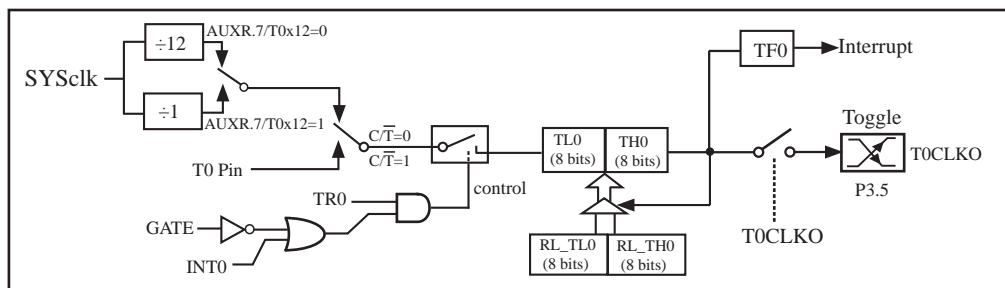 AUXR.7/T0x12=0
÷12
SYSclk
÷1
AUXR.7/T0x12=1
T0 Pin
C/T̅=0
C/T̅=1
control
TR0
GATE
INT0
TL0
(8 bits)
TH0
(8 bits)
RL_TL0
(8 bits)
RL_TH0
(8 bits)
TF0
Interrupt
Toggle
T0CLKO
P3.5
T0CLKO